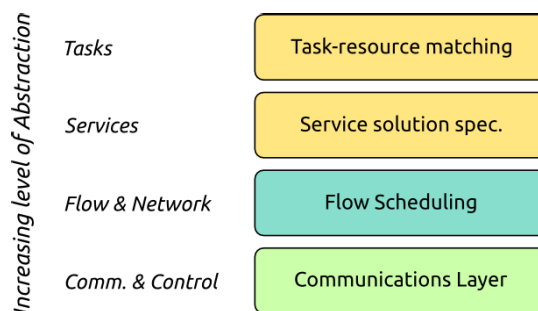 Increasing level of Abstraction
Tasks
Task-resource matching
Services
Service solution spec.
Flow & Network
Flow Scheduling
Comm. & Control
Communications Layer